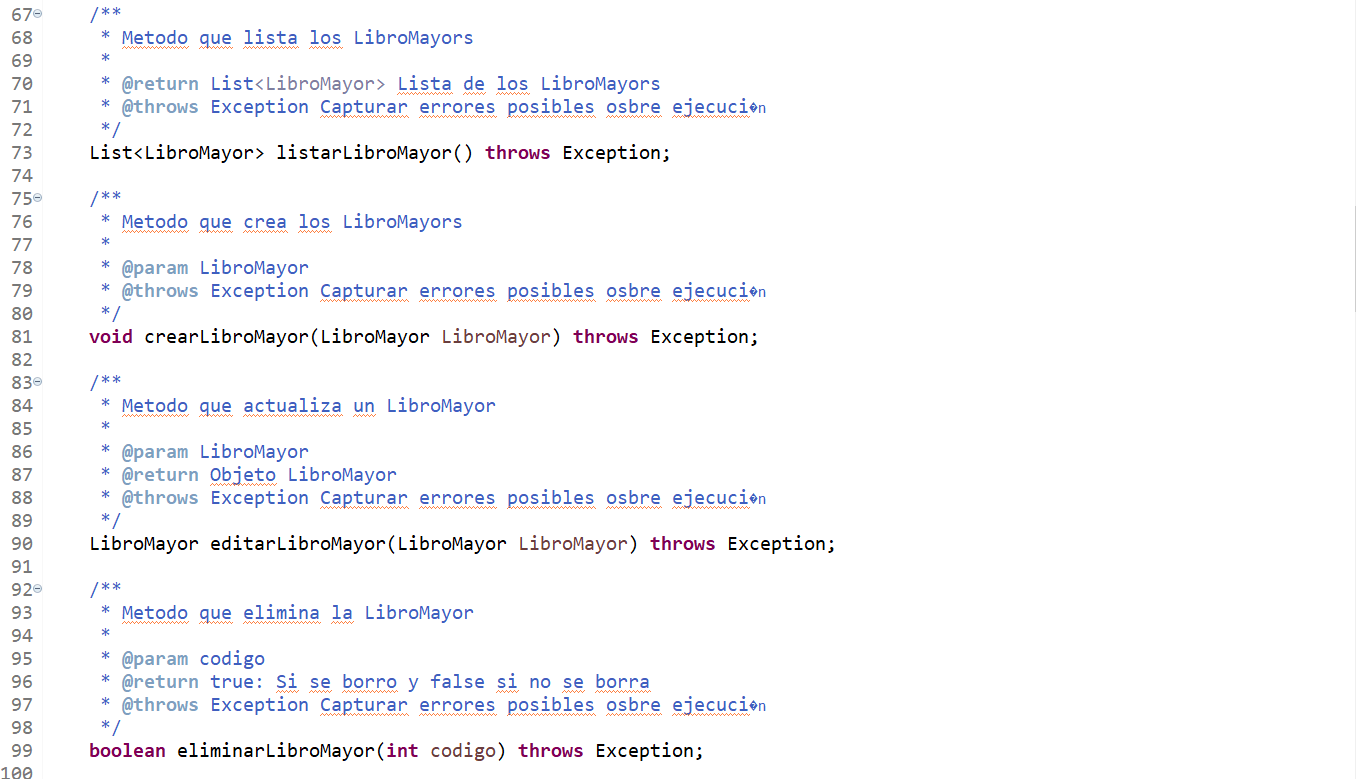 67 /**
68 * Metodo que lista los LibroMayors
69 *
70 * @return List<LibroMayor> Lista de los LibroMayors
71 * @throws Exception Capturar errores posibles osbre ejecuci�n
72 */
73 List<LibroMayor> listarLibroMayor() throws Exception;
74
75 /**
76 * Metodo que crea los LibroMayors
77 *
78 * @param LibroMayor
79 * @throws Exception Capturar errores posibles osbre ejecuci�n
80 */
81 void crearLibroMayor(LibroMayor LibroMayor) throws Exception;
82
83 /**
84 * Metodo que actualiza un LibroMayor
85 *
86 * @param LibroMayor
87 * @return Objeto LibroMayor
88 * @throws Exception Capturar errores posibles osbre ejecuci�n
89 */
90 LibroMayor editarLibroMayor(LibroMayor LibroMayor) throws Exception;
91
92 /**
93 * Metodo que elimina la LibroMayor
94 *
95 * @param codigo
96 * @return true: Si se borro y false si no se borra
97 * @throws Exception Capturar errores posibles osbre ejecuci�n
98 */
99 boolean eliminarLibroMayor(int codigo) throws Exception;
100